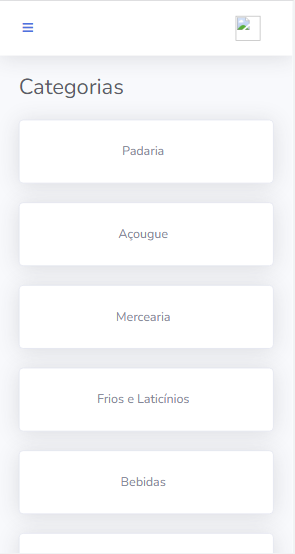 Categorias
Padaria
Açougue
Mercearia
Frios e Laticínios
Bebidas